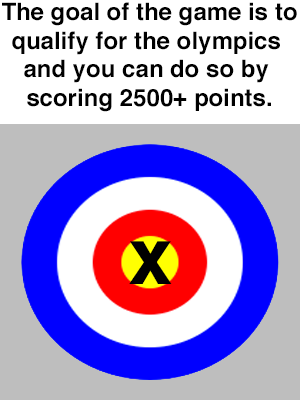 The goal of the game is to
qualify for the olympics
and you can do so by
scoring 2500+ points.
X